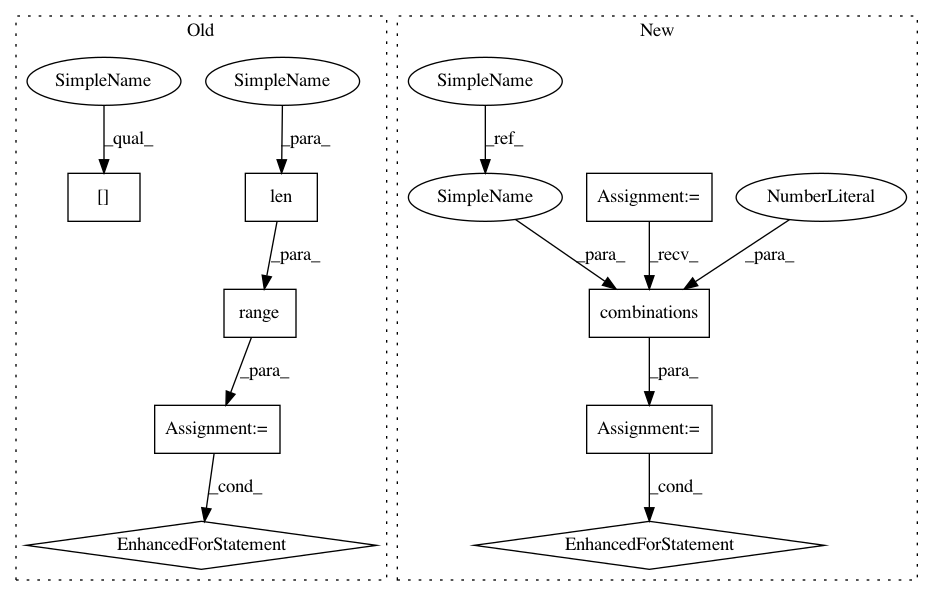 Old
New
SimpleName
SimpleName
SimpleName
_qual_
_para_
_ref_
[]
len
SimpleName
Assignment:=
NumberLiteral
_para_
_para_
_recv_
_para_
range
combinations
_para_
_para_
Assignment:=
Assignment:=
_cond_
_cond_
EnhancedForStatement
EnhancedForStatement